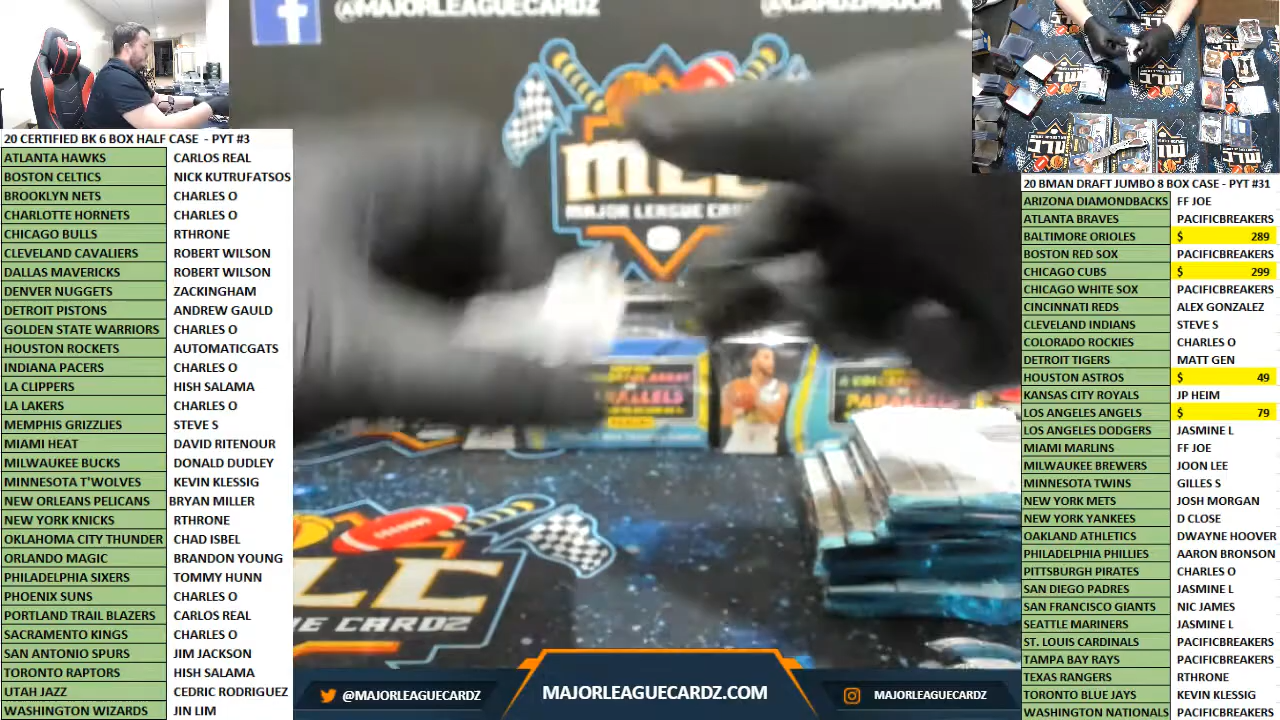 @MAJORLEAGUECARDZ
20 CERTIFIED BK 6 BOX HALF CASE - PYT #3
ATLANTA HAWKS CARLOS REAL
BOSTON CELTICS NICK KUTRUFATSOS
BROOKLYN NETS CHARLES O
CHARLOTTE HORNETS CHARLES O
CHICAGO BULLS RTHRONE
CLEVELAND CAVALIERS ROBERT WILSON
DALLAS MAVERICKS ROBERT WILSON
DENVER NUGGETS ZACKINGHAM
DETROIT PISTONS ANDREW GAULD
GOLDEN STATE WARRIORS CHARLES O
HOUSTON ROCKETS AUTOMATICGATS
INDIANA PACERS CHARLES O
LA CLIPPERS HISH SALAMA
LA LAKERS CHARLES O
MEMPHIS GRIZZLIES STEVE S
MIAMI HEAT DAVID RITENOUR
MILWAUKEE BUCKS DONALD DUDLEY
MINNESOTA T'WOLVES KEVIN KLESSIG
NEW ORLEANS PELICANS BRYAN MILLER
NEW YORK KNICKS RTHRONE
OKLAHOMA CITY THUNDER CHAD ISBEL
ORLANDO MAGIC BRANDON YOUNG
PHILADELPHIA SIXERS TOMMY HUNN
PHOENIX SUNS CHARLES O
PORTLAND TRAIL BLAZERS CARLOS REAL
SACRAMENTO KINGS CHARLES O
SAN ANTONIO SPURS JIM JACKSON
TORONTO RAPTORS HISH SALAMA
UTAH JAZZ CEDRIC RODRIGUEZ
WASHINGTON WIZARDS JIN LIM
MLC
MAJOR LEAGUE
PARALLELS
@MAJORLEAGUECARDZ
MAJORLEAGUECARDZ.COM
MAJORLEAGUECARDZ
20 BMAN DRAFT JUMBO 8 BOX CASE - PYT #31
ARIZONA DIAMONDBACKS FF JOE
ATLANTA BRAVES PACIFICBREAKERS
BALTIMORE ORIOLES $ 289
BOSTON RED SOX PACIFICBREAKERS
CHICAGO CUBS $ 299
CHICAGO WHITE SOX PACIFICBREAKERS
CINCINNATI REDS ALEX GONZALEZ
CLEVELAND INDIANS STEVE S
COLORADO ROCKIES CHARLES O
DETROIT TIGERS MATT GEN
HOUSTON ASTROS $ 49
KANSAS CITY ROYALS JP HEIM
LOS ANGELES ANGELS $ 79
LOS ANGELES DODGERS JASMINE L
MIAMI MARLINS FF JOE
MILWAUKEE BREWERS JOON LEE
MINNESOTA TWINS GILLES S
NEW YORK METS JOSH MORGAN
NEW YORK YANKEES D CLOSE
OAKLAND ATHLETICS DWAYNE HOOVER
PHILADELPHIA PHILLIES AARON BRONSON
PITTSBURGH PIRATES CHARLES O
SAN DIEGO PADRES JASMINE L
SAN FRANCISCO GIANTS NIC JAMES
SEATTLE MARINERS JASMINE L
ST. LOUIS CARDINALS PACIFICBREAKERS
TAMPA BAY RAYS PACIFICBREAKERS
TEXAS RANGERS RTHRONE
TORONTO BLUE JAYS KEVIN KLESSIG
WASHINGTON NATIONALS PACIFICBREAKERS